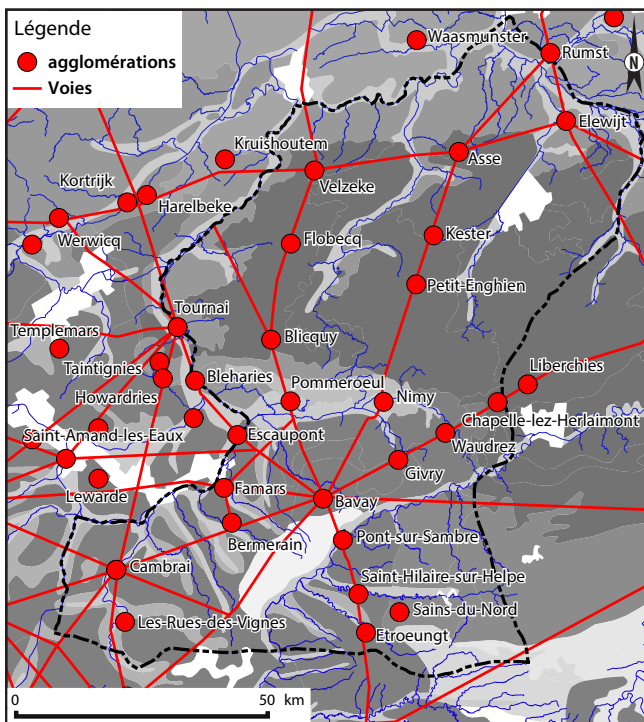 Légende
agglomérations
Voies
Waasmunster
Rumst
N
Elewijt
Kruishoutem
Asse
Kortrijk
Velzeke
Harelbeke
Werwicq
Flobecq
Kester
Petit-Enghien
Tournai
Templemars
Blicquy
Taintignies
Bleharies
Liberchies
Howardries
Pommeroeul
Nimy
Chapelle-lez-Herlaimont
Saint-Amand-les-Eaux
Escaupont
Waudrez
Givry
Lewarde
Famars
Bavay
Bermerain
Pont-sur-Sambre
Cambrai
Saint-Hilaire-sur-Helpe
Sains-du-Nord
Les-Rues-des-Vignes
Etroeungt
0 50 km